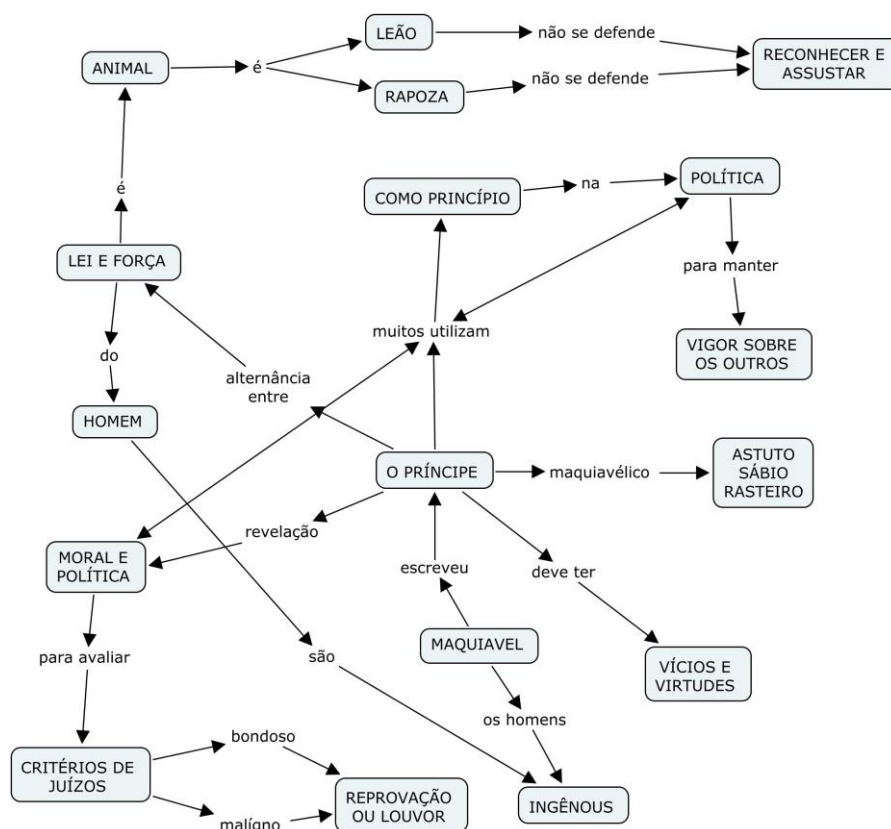 LEÃO
não se defende
ANIMAL
é
RECONHECER E
ASSUSTAR
RAPOZA
não se defende
é
COMO PRINCÍPIO
na
POLÍTICA
LEI E FORÇA
para manter
do
muitos utilizam
VIGOR SOBRE
OS OUTROS
alternância
entre
HOMEM
O PRÍNCIPE
maquiavélico
ASTUTO
SÁBIO
RASTEIRO
revelação
MORAL E
POLÍTICA
escreveu
deve ter
para avaliar
são
MAQUIAVEL
VÍCIOS E
VIRTUDES
os homens
bondoso
CRITÉRIOS DE
JUÍZOS
REPROVAÇÃO
OU LOUVOR
INGÊNOUS
malígno